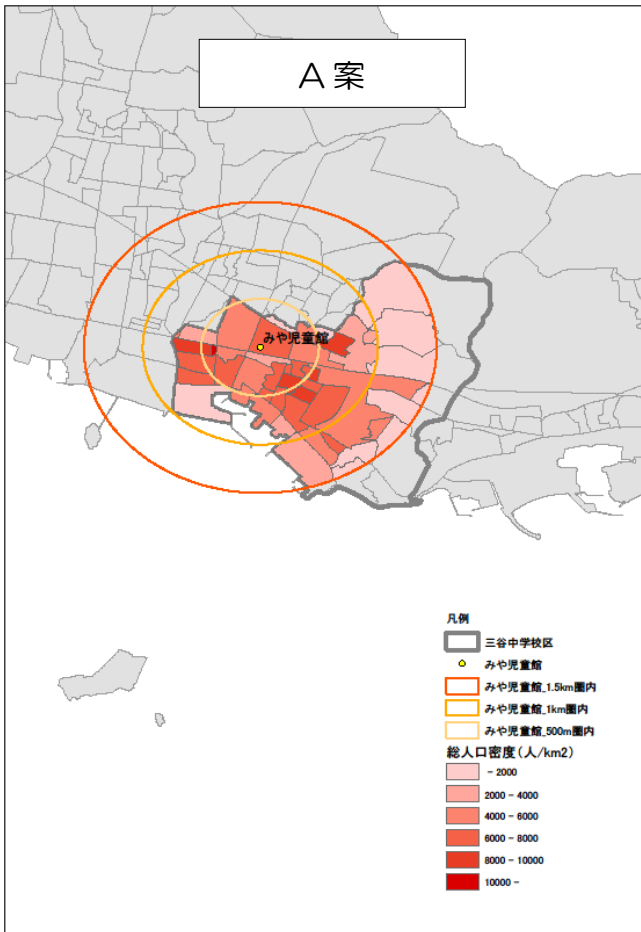 A案
みや児童館
凡例
三谷中学校区
みや児童館
みや児童館_1.5km圏内
みや児童館_1km圏内
みや児童館_500m圏内
総人口密度(人/km2)
- 2000
2000 - 4000
4000 - 6000
6000 - 8000
8000 - 10000
10000 -